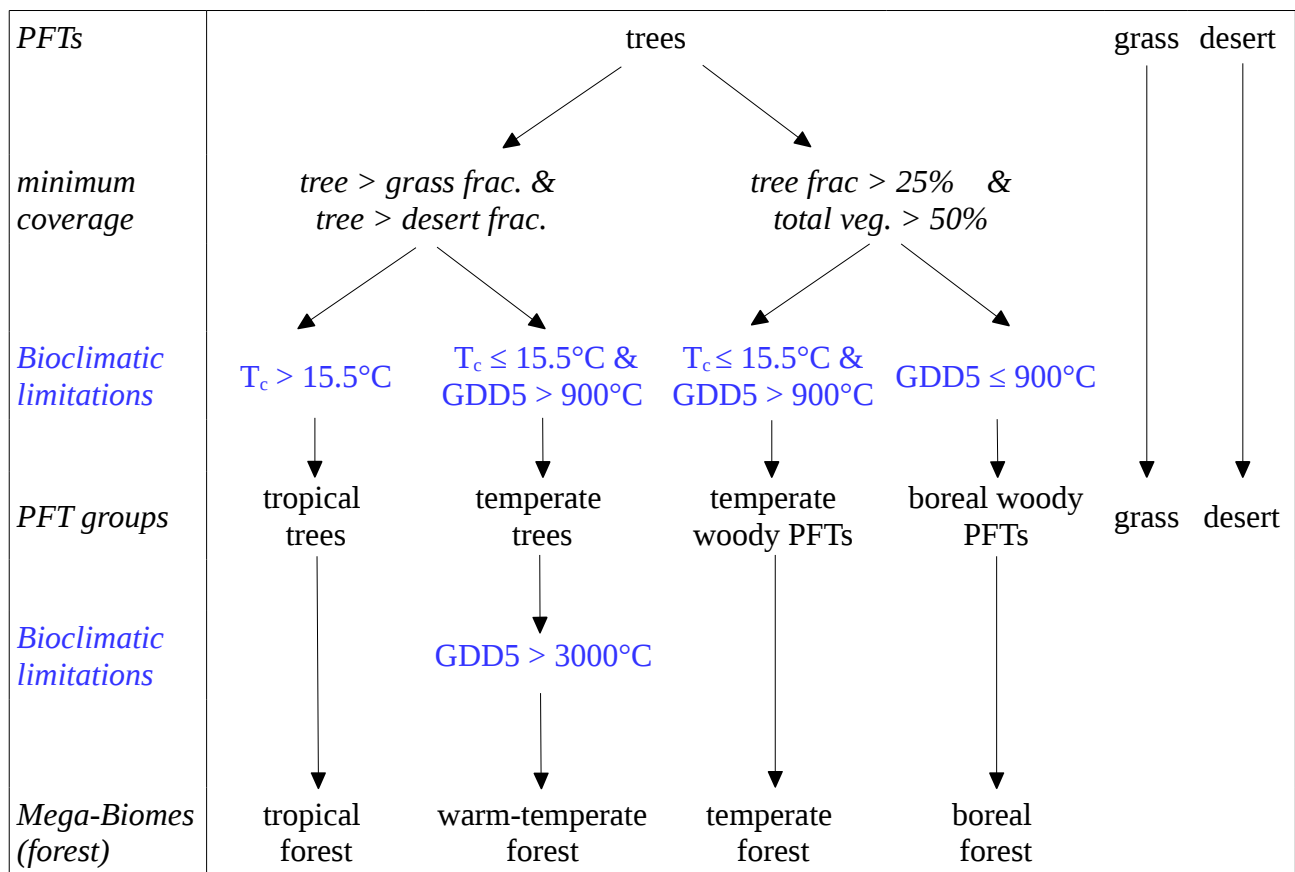 PFTs trees grass desert
minimum coverage
tree > grass frac. &
tree > desert frac.
tree frac > 25% &
total veg. > 50%
Bioclimatic
limitations
Tc > 15.5°C
Tc ≤ 15.5°C &
GDD5 > 900°C
Tc ≤ 15.5°C &
GDD5 > 900°C
GDD5 ≤ 900°C
PFT groups
tropical
trees
temperate
trees
temperate
woody PFTs
boreal woody
PFTs
grass desert
Bioclimatic
limitations
GDD5 > 3000°C
Mega-Biomes
(forest)
tropical
forest
warm-temperate
forest
temperate
forest
boreal
forest